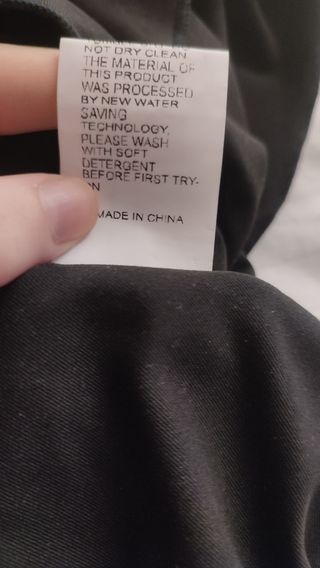 NOT DRY CLEAN
THE MATERIAL OF
THIS PRODUCT
WAS PROCESSED
BY NEW WATER
SAVING
TECHNOLOGY,
PLEASE WASH
WITH SOFT
DETERGENT
BEFORE FIRST TRY-
ON
MADE IN CHINA